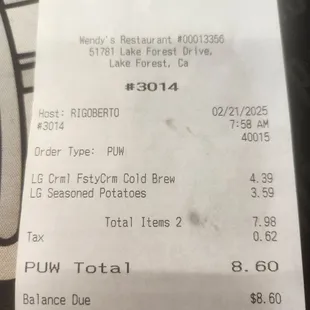 Wendy's Restaurant #00013356
51781 Lake Forest Drive,
Lake Forest, Ca
#3014
Host: RIGOBERTO 02/21/2025
#3014 7:58 AM
40015
Order Type: PUW
LG Crml FstyCrm Cold Brew 4.39
LG Seasoned Potatoes 3.59
Total Items 2 7.98
Tax 0.62
PUW Total 8.60
Balance Due $8.60